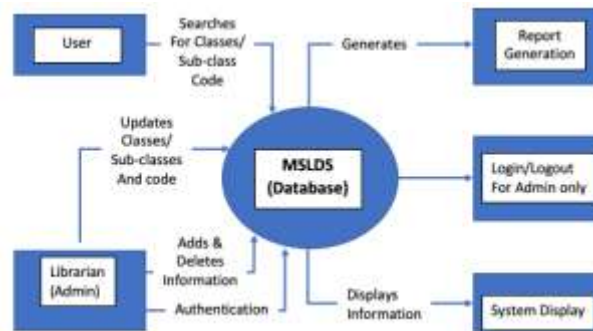 User
Searches
For Classes/
Sub-class
Code
Generates
Report
Generation
Updates
Classes/
Sub-classes
And code
MSLDS
(Database)
Login/Logout
For Admin only
Librarian
(Admin)
Adds &
Deletes
Information
Authentication
Displays
Information
System Display